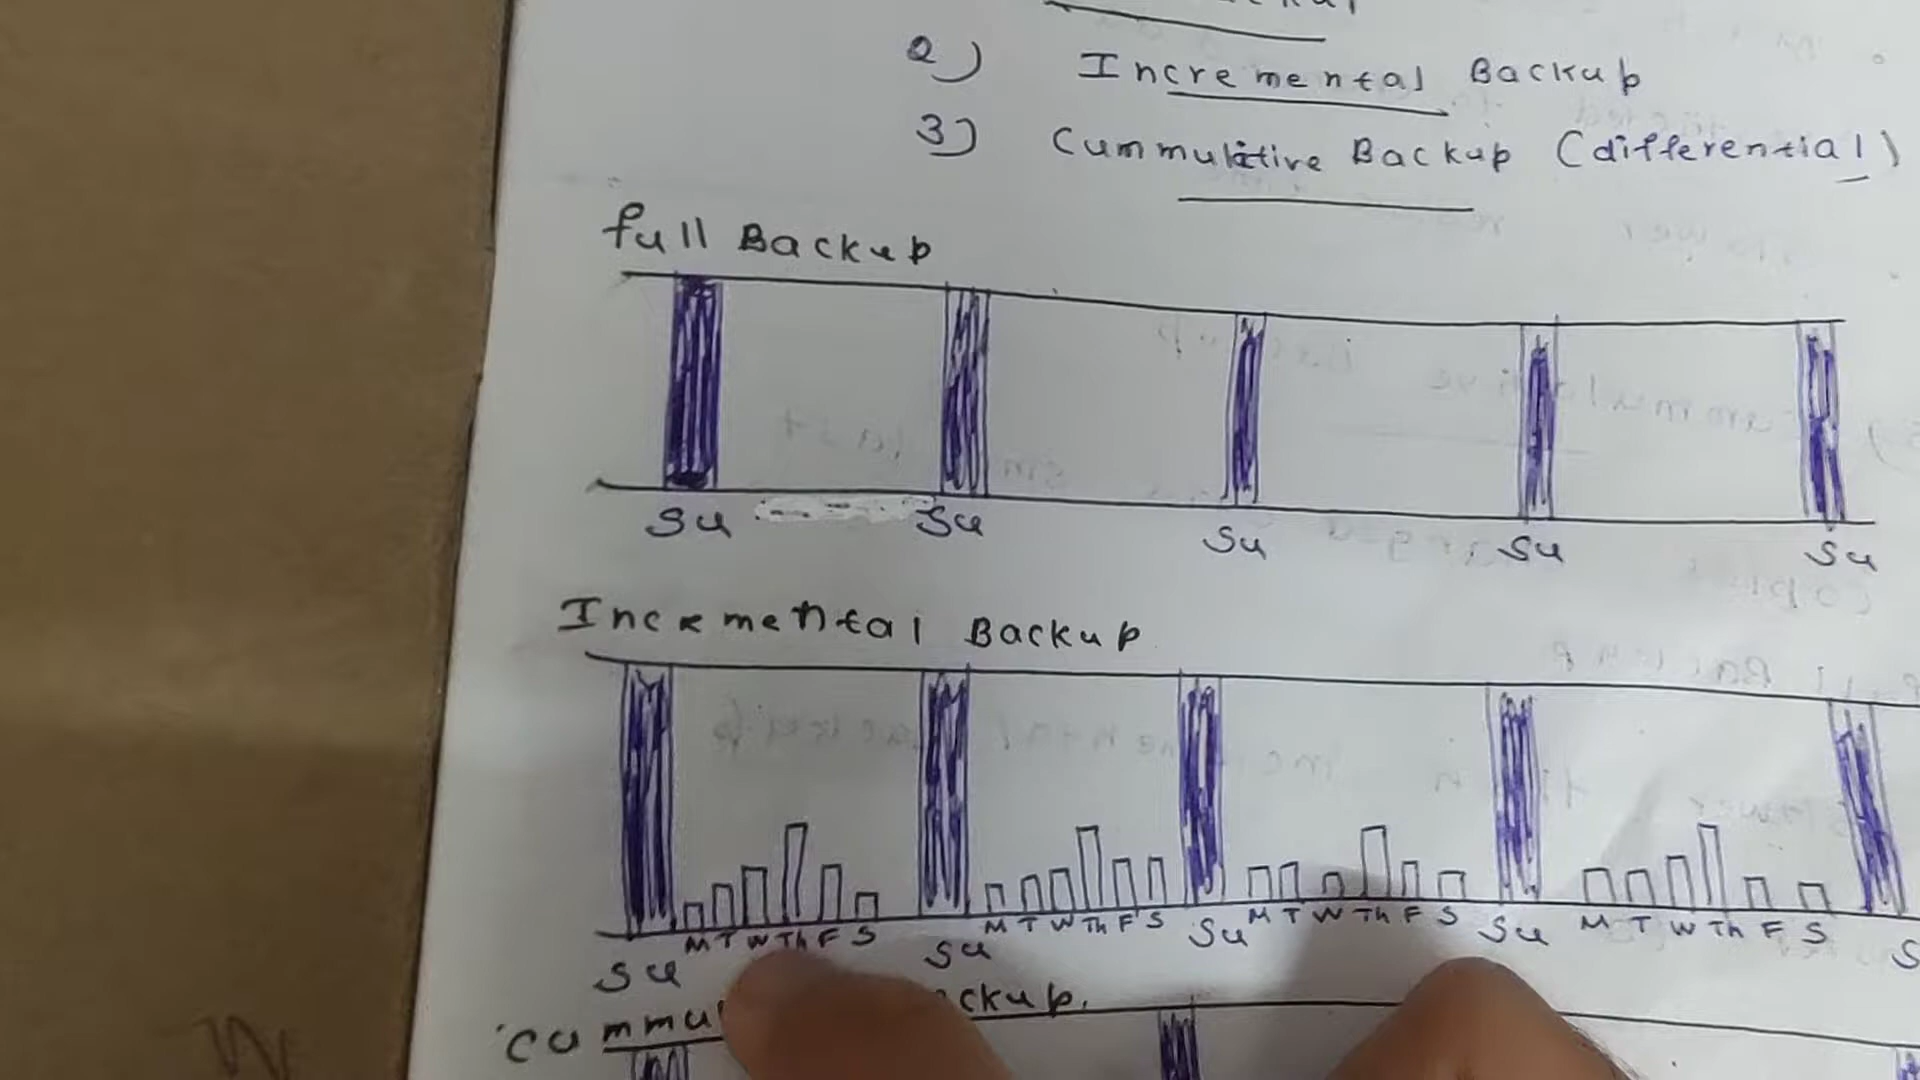 2) Incremental Backup
3) Cummulative Backup (differential)
full Backup
Su Su Su Su Su
Incremental Backup
M T W Th F S M T W Th F S M T W Th F S M T W Th F S
Su Su Su Su S
Cummu ckup.